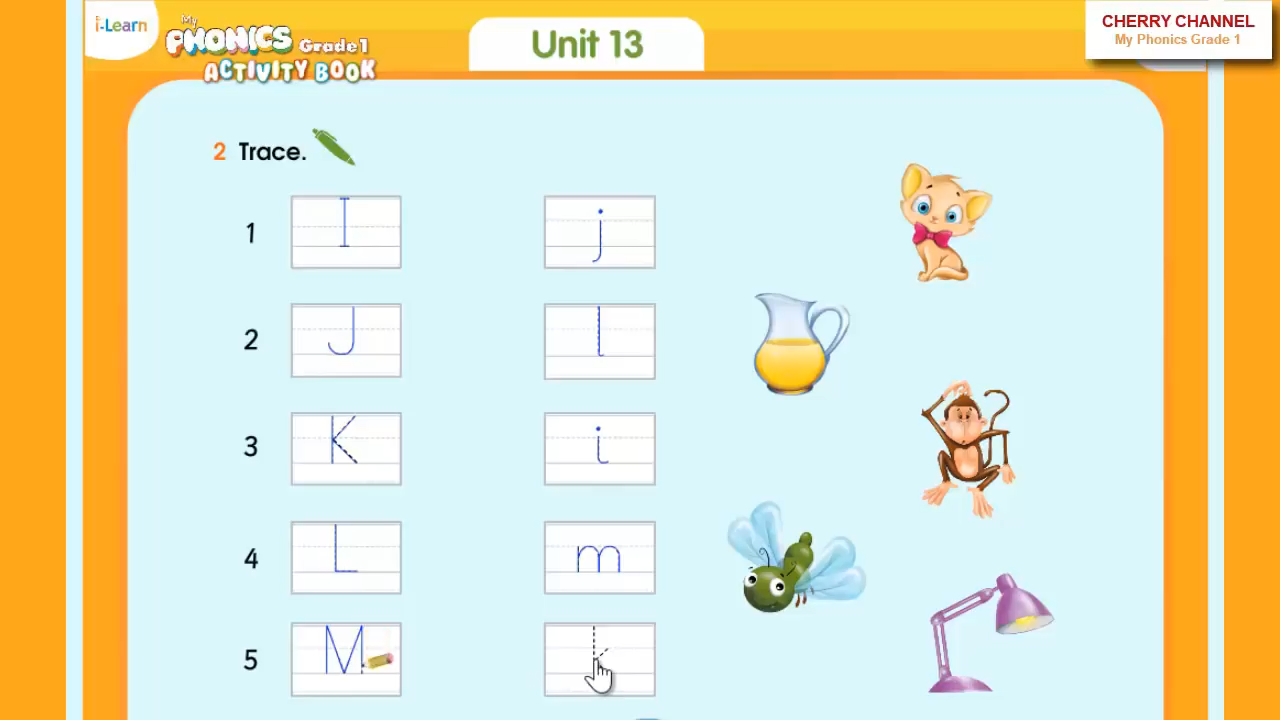 i-Learn
My
PHONICS Grade 1
ACTIVITY BOOK
Unit 13
CHERRY CHANNEL
My Phonics Grade 1
2 Trace.
1 I j
2 J l
3 K i
4 L m
5 M k